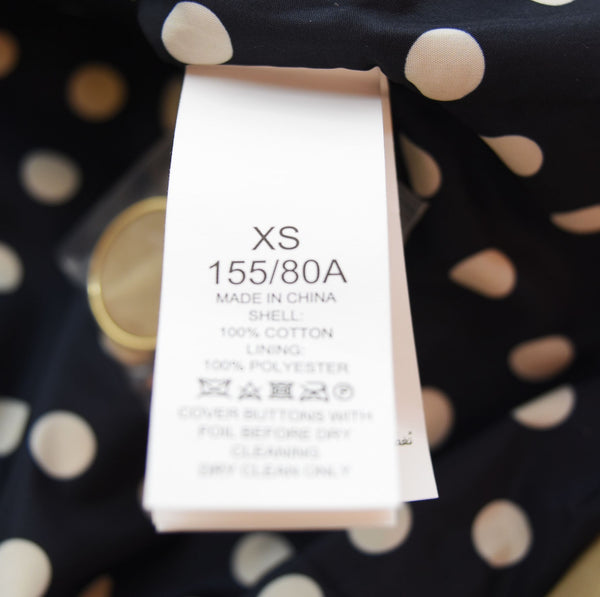 XS
155/80A
MADE IN CHINA
SHELL:
100% COTTON
LINING:
100% POLYESTER
COVER BUTTONS WITH
FOIL BEFORE DRY
CLEANING.
DRY CLEAN ONLY